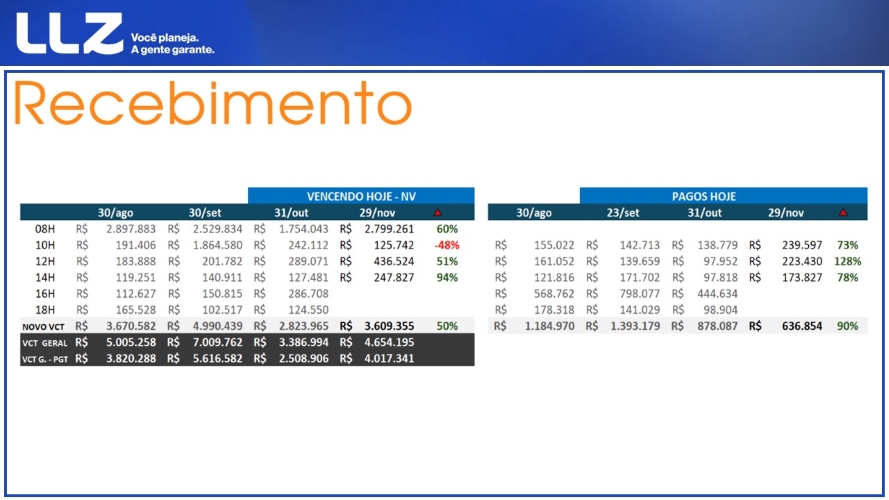 LLZ Você planeja.
A gente garante.
Recebimento
VENCENDO HOJE - NV PAGOS HOJE
30/ago 30/set 31/out 29/nov 30/ago 23/set 31/out 29/nov
08H R$ 2.897.883 R$ 2.529.834 R$ 1.754.043 R$ 2.799.261 60%
10H R$ 191.406 R$ 1.864.580 R$ 242.112 R$ 125.742 -48% R$ 155.022 R$ 142.713 R$ 138.779 R$ 239.597 73%
12H R$ 183.888 R$ 201.782 R$ 289.071 R$ 436.524 51% R$ 161.052 R$ 139.659 R$ 97.952 R$ 223.430 128%
14H R$ 119.251 R$ 140.911 R$ 127.481 R$ 247.827 94% R$ 121.816 R$ 171.702 R$ 97.818 R$ 173.827 78%
16H R$ 112.627 R$ 150.815 R$ 286.708 R$ 568.762 R$ 798.077 R$ 444.634
18H R$ 165.528 R$ 102.517 R$ 124.550 R$ 178.318 R$ 141.029 R$ 98.904
NOVO VCT R$ 3.670.582 R$ 4.990.439 R$ 2.823.965 R$ 3.609.355 50% R$ 1.184.970 R$ 1.393.179 R$ 878.087 R$ 636.854 90%
VCT GERAL R$ 5.005.258 R$ 7.009.762 R$ 3.386.994 R$ 4.654.195
VCT G. - PGT R$ 3.820.288 R$ 5.616.582 R$ 2.508.906 R$ 4.017.341